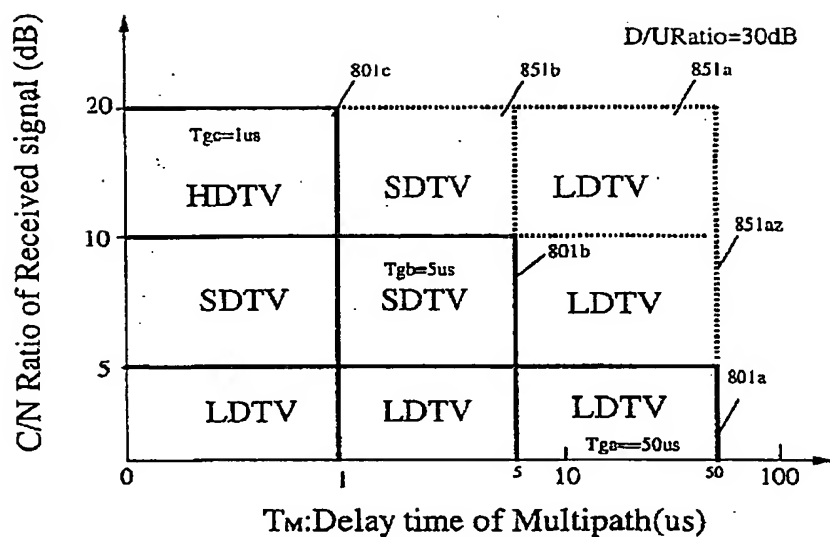 D/URatio=30dB
801c
851b
851a
C/N Ratio of Received signal (dB)
20
Tgc=1us
HDTV
SDTV
LDTV
10
801b
851az
Tgb=5us
SDTV
SDTV
LDTV
5
801a
LDTV
LDTV
LDTV
Tga=50us
0
1
5
10
50
100
TM:Delay time of Multipath(us)